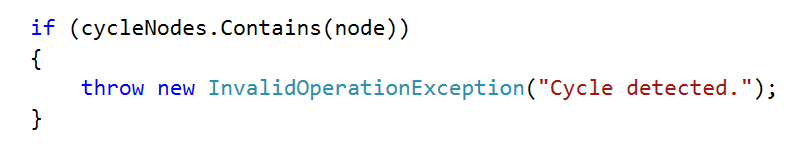 if (cycleNodes.Contains(node))
{
    throw new InvalidOperationException("Cycle detected.");
}